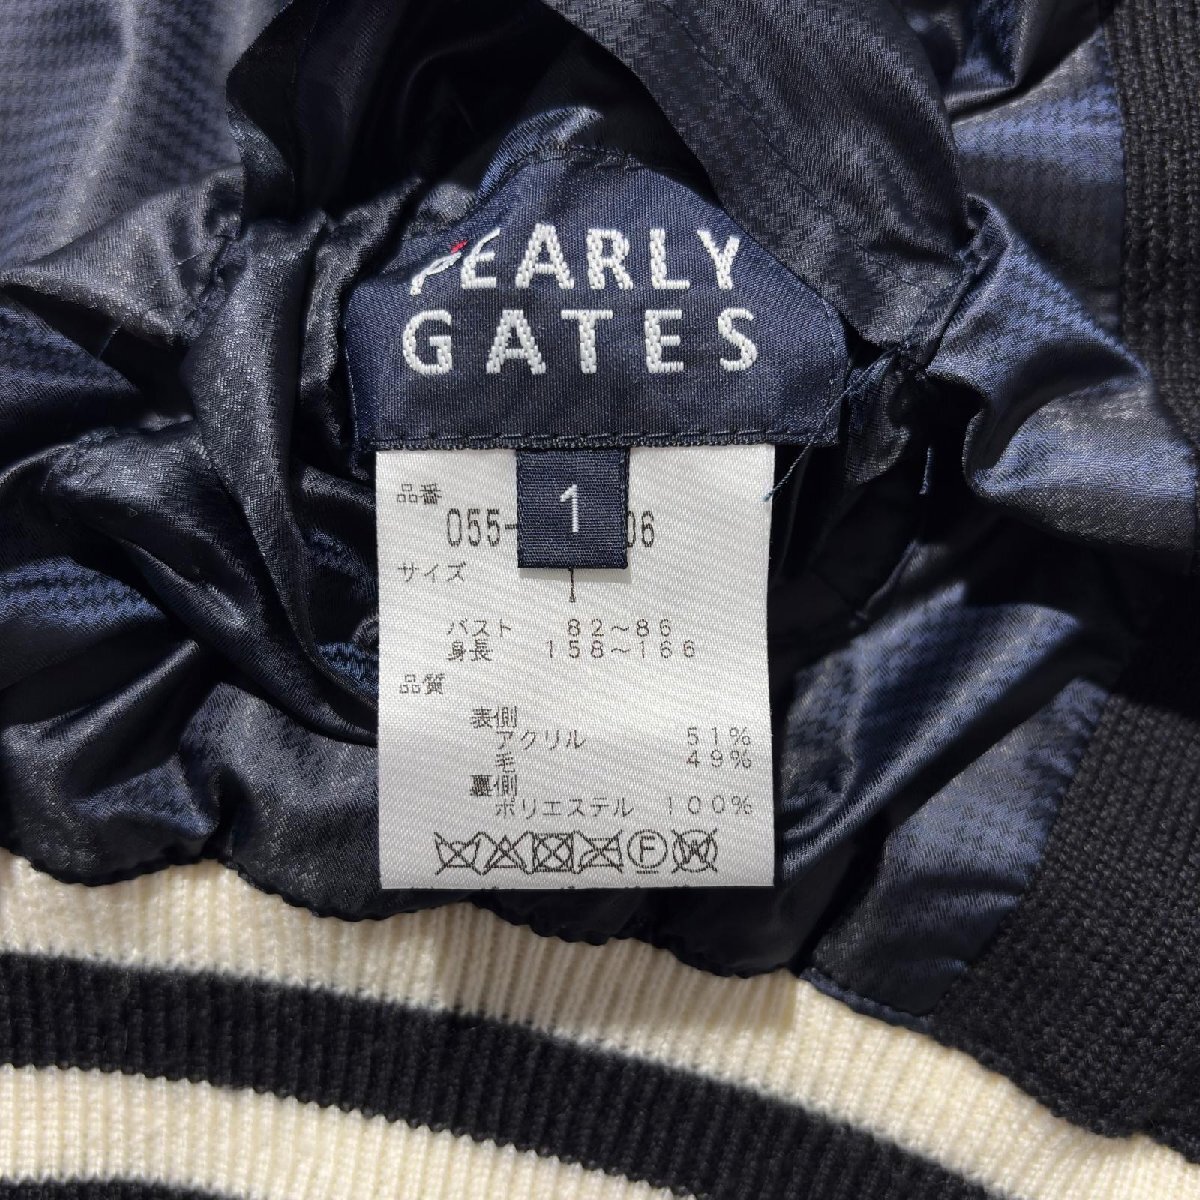 PEARLY
GATES
1
品番
055- 06
サイズ
バスト 82~86
身長 158~166
品質
表側
アクリル 51%
毛 49%
裏側
ポリエステル 100%
F W